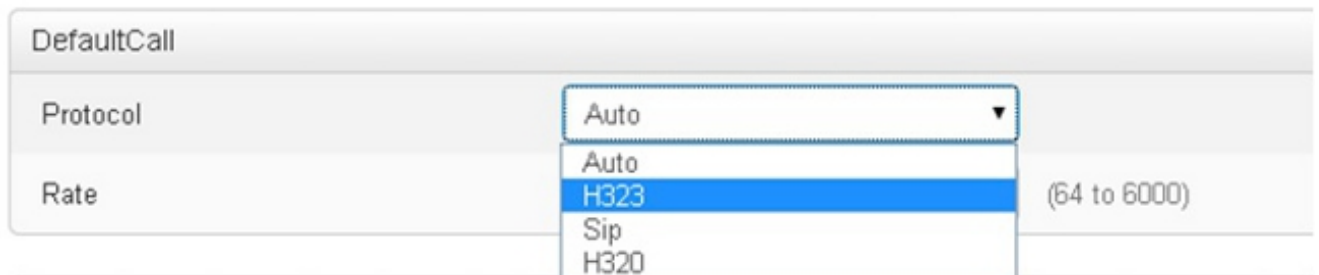 DefaultCall
Protocol
Auto
Auto
H323
Rate
(64 to 6000)
Sip
H320